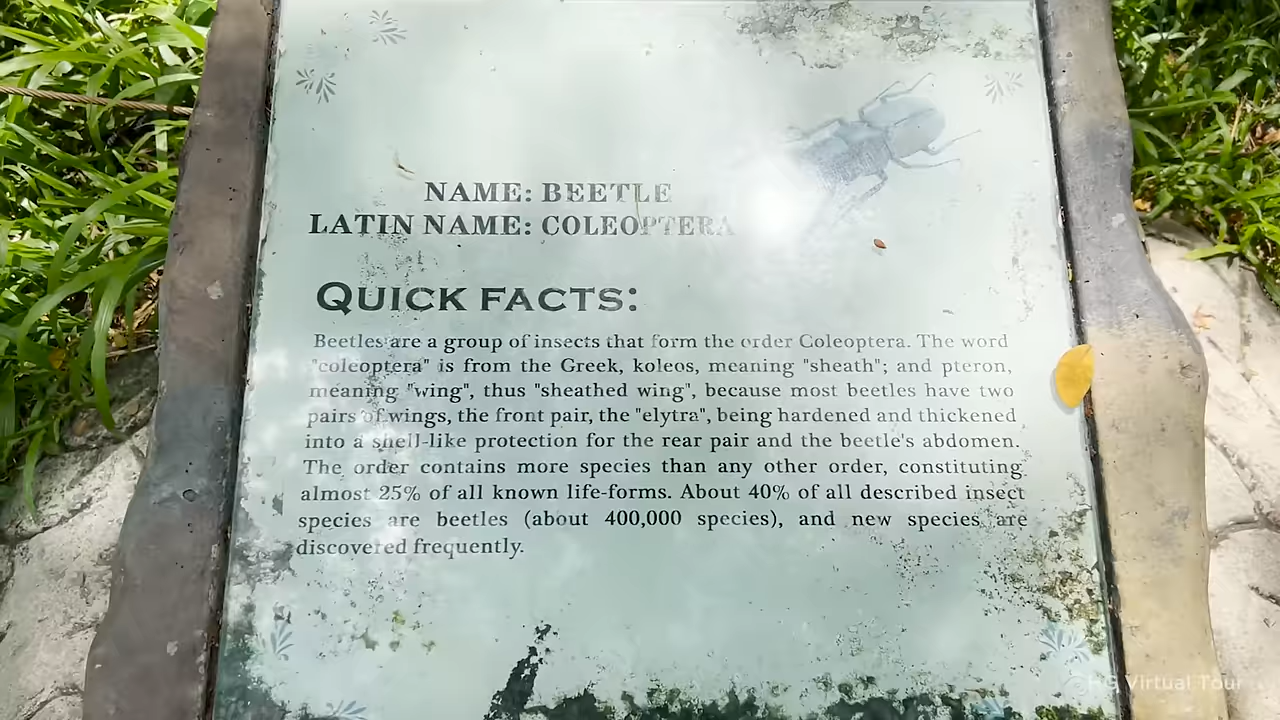 NAME: BEETLE
LATIN NAME: COLEOPTERA
QUICK FACTS:
Beetles are a group of insects that form the order Coleoptera. The word
"coleoptera" is from the Greek, koleos, meaning "sheath"; and pteron,
meaning "wing", thus "sheathed wing", because most beetles have two
pairs of wings, the front pair, the "elytra", being hardened and thickened
into a shell-like protection for the rear pair and the beetle's abdomen.
The order contains more species than any other order, constituting
almost 25% of all known life-forms. About 40% of all described insect
species are beetles (about 400,000 species), and new species are
discovered frequently.
HG Virtual Tour